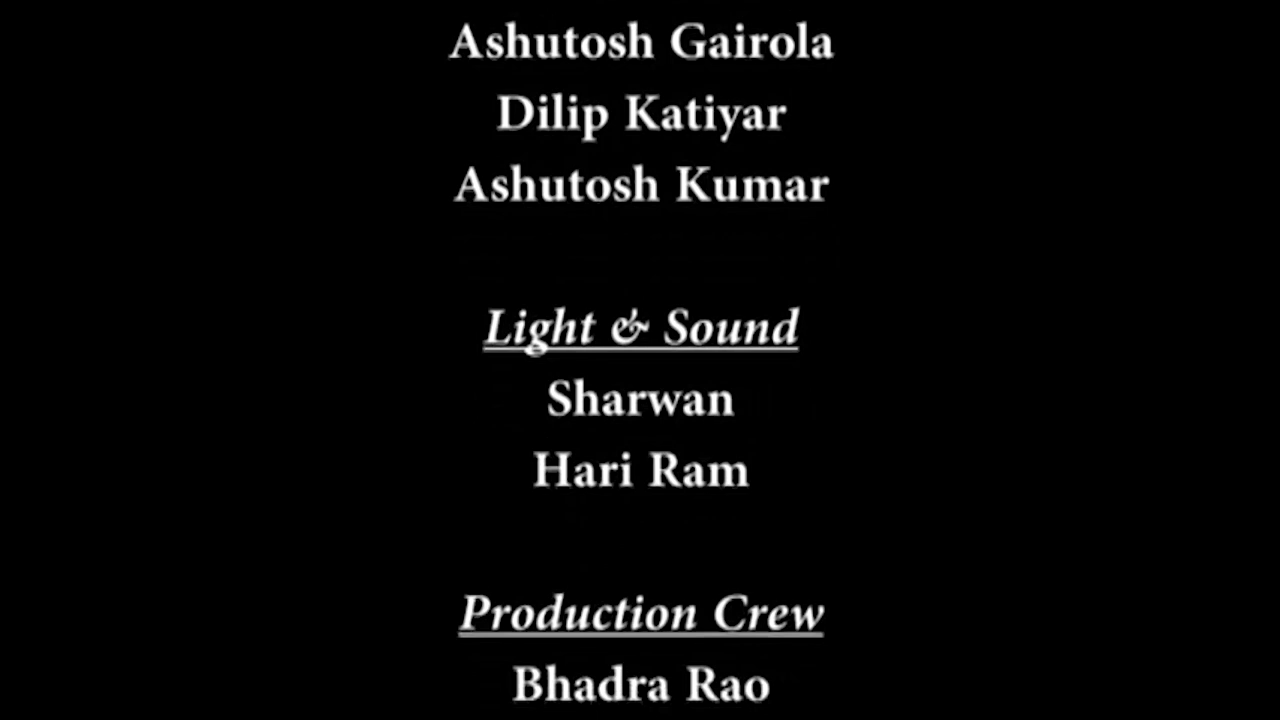 Ashutosh Gairola
Dilip Katiyar
Ashutosh Kumar
Light & Sound
Sharwan
Hari Ram
Production Crew
Bhadra Rao